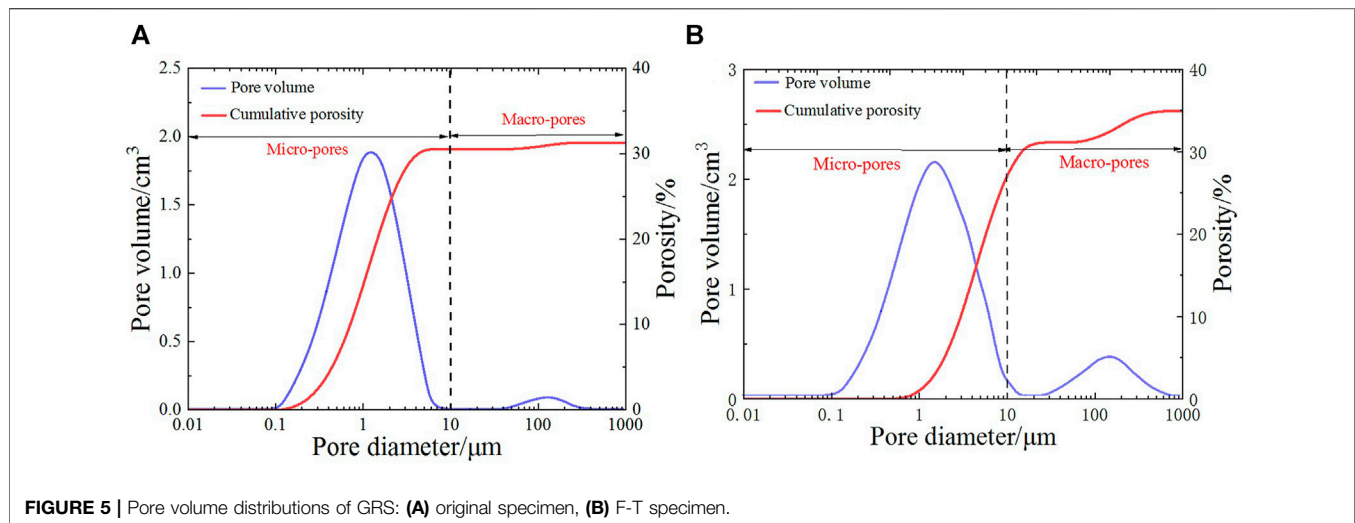 A
2.5
2.0
1.5
1.0
0.5
0.0
Pore volume/cm³
Pore volume
Cumulative porosity
Micro-pores
Macro-pores
40
30
20
10
0
Porosity/%
0.01 0.1 1 10 100 1000
Pore diameter/μm
B
3
2
1
0
Pore volume/cm³
Pore volume
Cumulative porosity
Micro-pores
Macro-pores
40
30
20
10
0
Porosity/%
0.01 0.1 1 10 100 1000
Pore diameter/μm
FIGURE 5 | Pore volume distributions of GRS: (A) original specimen, (B) F-T specimen.